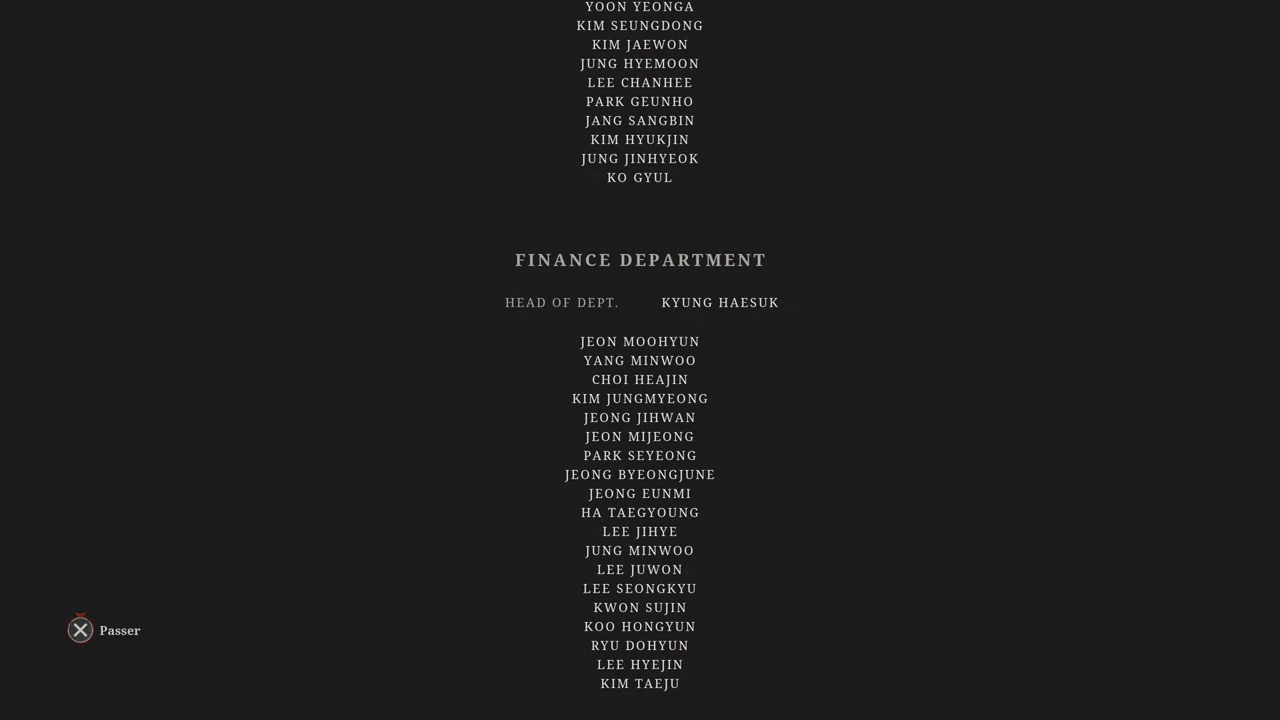 YOON YEONGA
KIM SEUNGDONG
KIM JAEWON
JUNG HYEMOON
LEE CHANHEE
PARK GEUNHO
JANG SANGBIN
KIM HYUKJIN
JUNG JINHYEOK
KO GYUL
FINANCE DEPARTMENT
HEAD OF DEPT. KYUNG HAESUK
JEON MOOHYUN
YANG MINWOO
CHOI HEAJIN
KIM JUNGMYEONG
JEONG JIHWAN
JEON MIJEONG
PARK SEYEONG
JEONG BYEONGJUNE
JEONG EUNMI
HA TAEGYOUNG
LEE JIHYE
JUNG MINWOO
LEE JUWON
LEE SEONGKYU
KWON SUJIN
KOO HONGYUN
RYU DOHYUN
LEE HYEJIN
KIM TAEJU
Passer